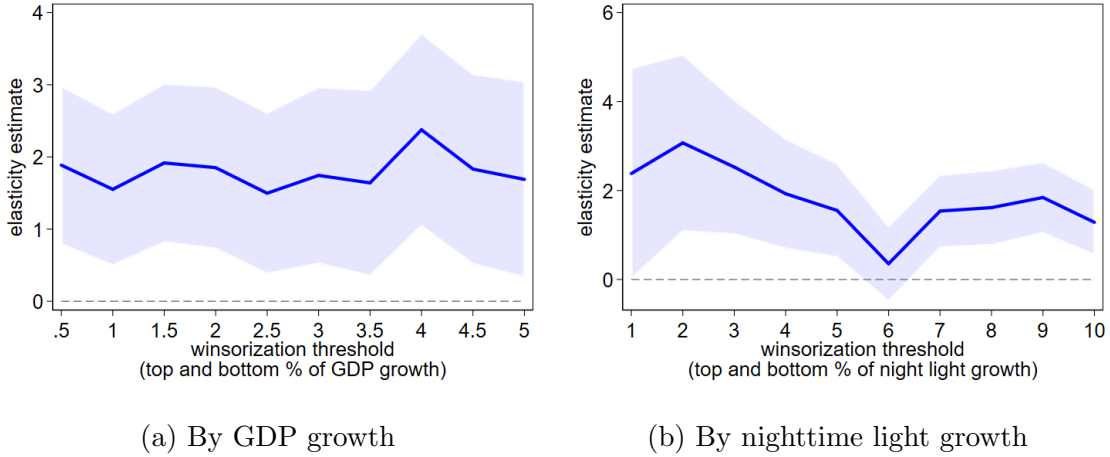 4
3
2
1
0
elasticity estimate
.5 1 1.5 2 2.5 3 3.5 4 4.5 5
winsorization threshold
(top and bottom % of GDP growth)
(a) By GDP growth
6
4
2
0
elasticity estimate
1 2 3 4 5 6 7 8 9 10
winsorization threshold
(top and bottom % of night light growth)
(b) By nighttime light growth